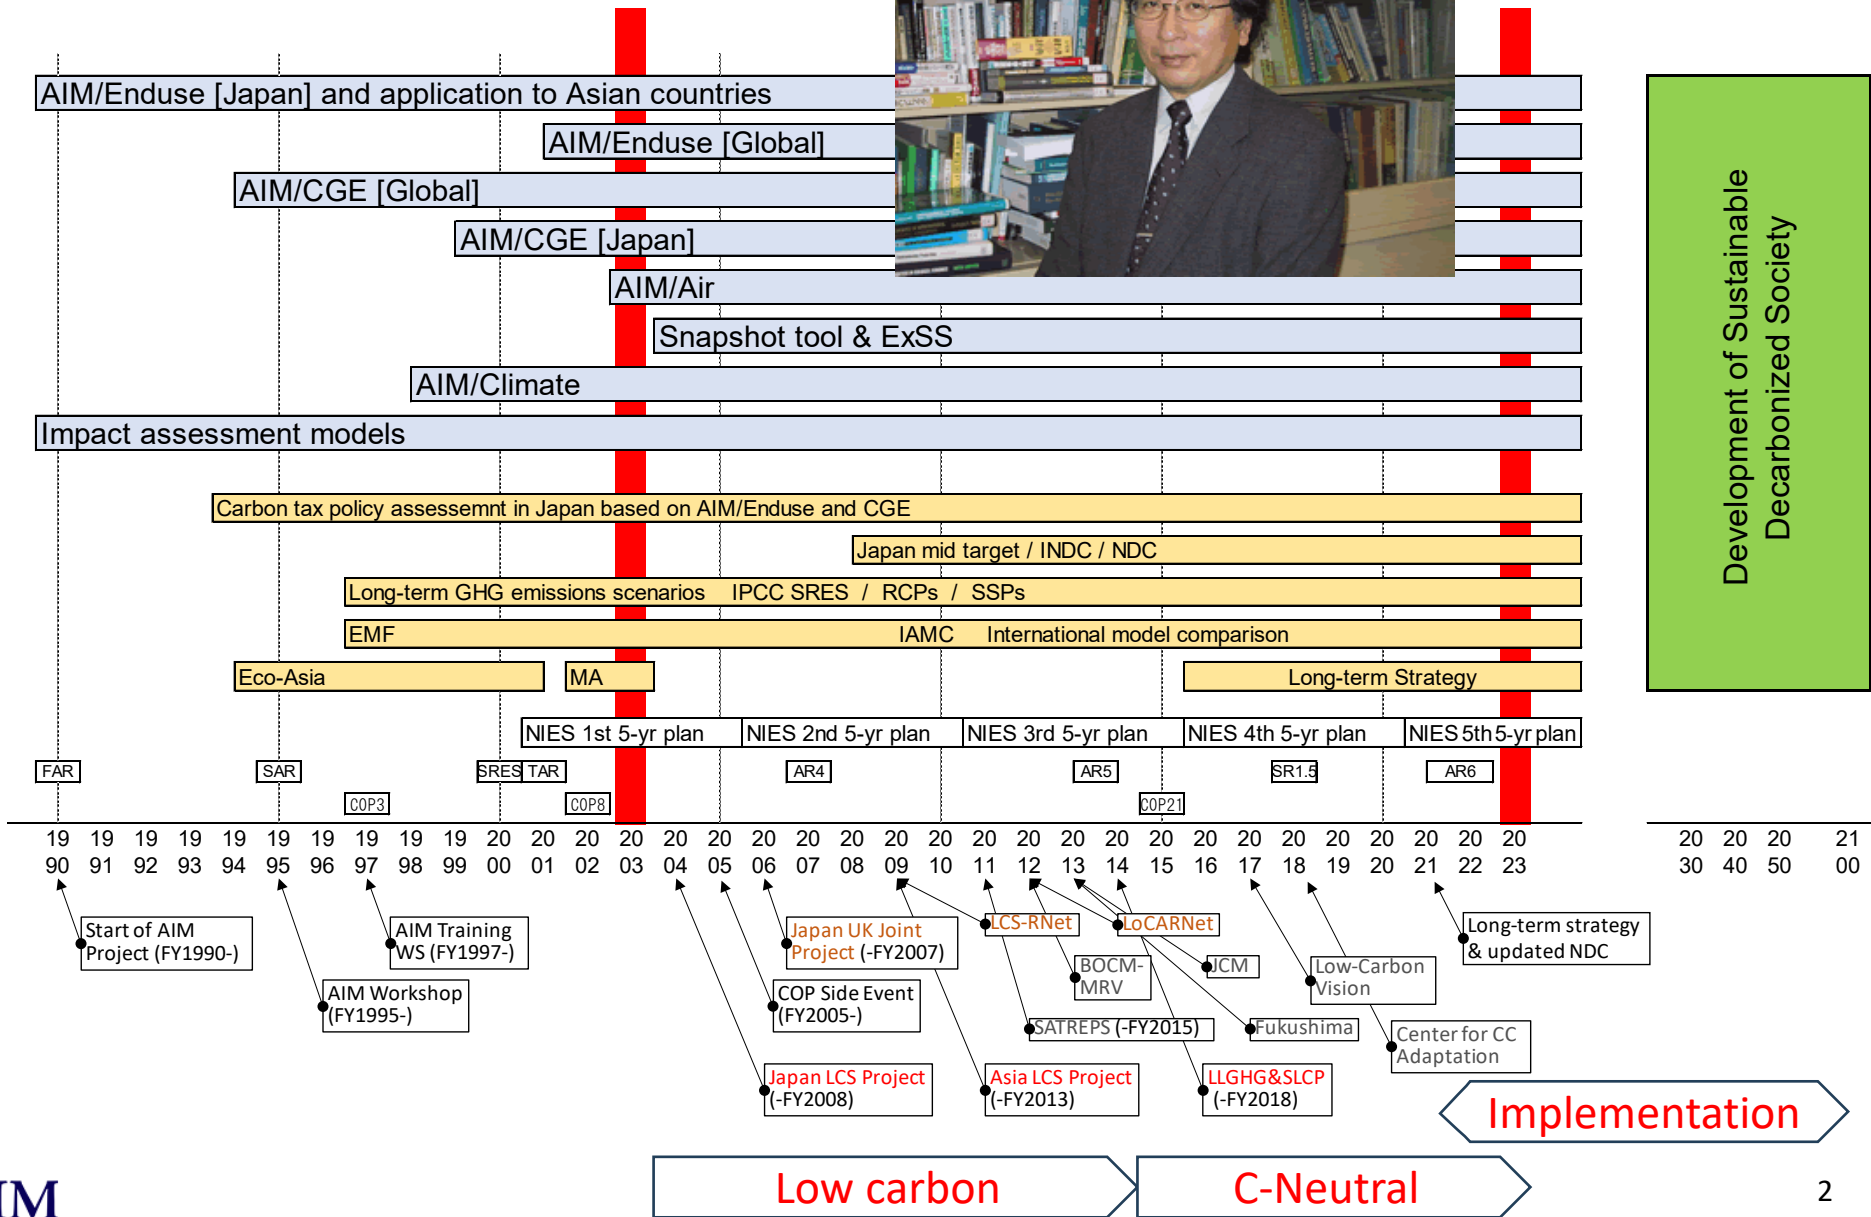 AIM/Enduse [Japan] and application to Asian countries
AIM/Enduse [Global]
AIM/CGE [Global]
AIM/CGE [Japan]
AIM/Air
Snapshot tool & ExSS
AIM/Climate
Impact assessment models
Development of Sustainable
Decarbonized Society
Carbon tax policy assessemnt in Japan based on AIM/Enduse and CGE
Japan mid target / INDC / NDC
Long-term GHG emissions scenarios IPCC SRES / RCPs / SSPs
EMF IAMC International model comparison
Eco-Asia MA Long-term Strategy
NIES 1st 5-yr plan NIES 2nd 5-yr plan NIES 3rd 5-yr plan NIES 4th 5-yr plan NIES 5th 5-yr plan
FAR SAR SRES TAR AR4 AR5 SR1.5 AR6
COP3 COP8 COP21
19 19 19 19 19 19 19 19 19 19 20 20 20 20 20 20 20 20 20 20 20 20 20 20 20 20 20 20 20 20 20 20 20 20 20 20 20 21
90 91 92 93 94 95 96 97 98 99 00 01 02 03 04 05 06 07 08 09 10 11 12 13 14 15 16 17 18 19 20 21 22 23 30 40 50 00
Start of AIM
Project (FY1990-)
AIM Training
WS (FY1997-)
Japan UK Joint
Project (-FY2007)
LCS-RNet
LoCARNet
Long-term strategy
& updated NDC
BOCM-
MRV
JCM
Low-Carbon
Vision
AIM Workshop
(FY1995-)
COP Side Event
(FY2005-)
SATREPS (-FY2015)
Fukushima
Center for CC
Adaptation
Japan LCS Project
(-FY2008)
Asia LCS Project
(-FY2013)
LLGHG&SLCP
(-FY2018)
Implementation
Low carbon
C-Neutral
2